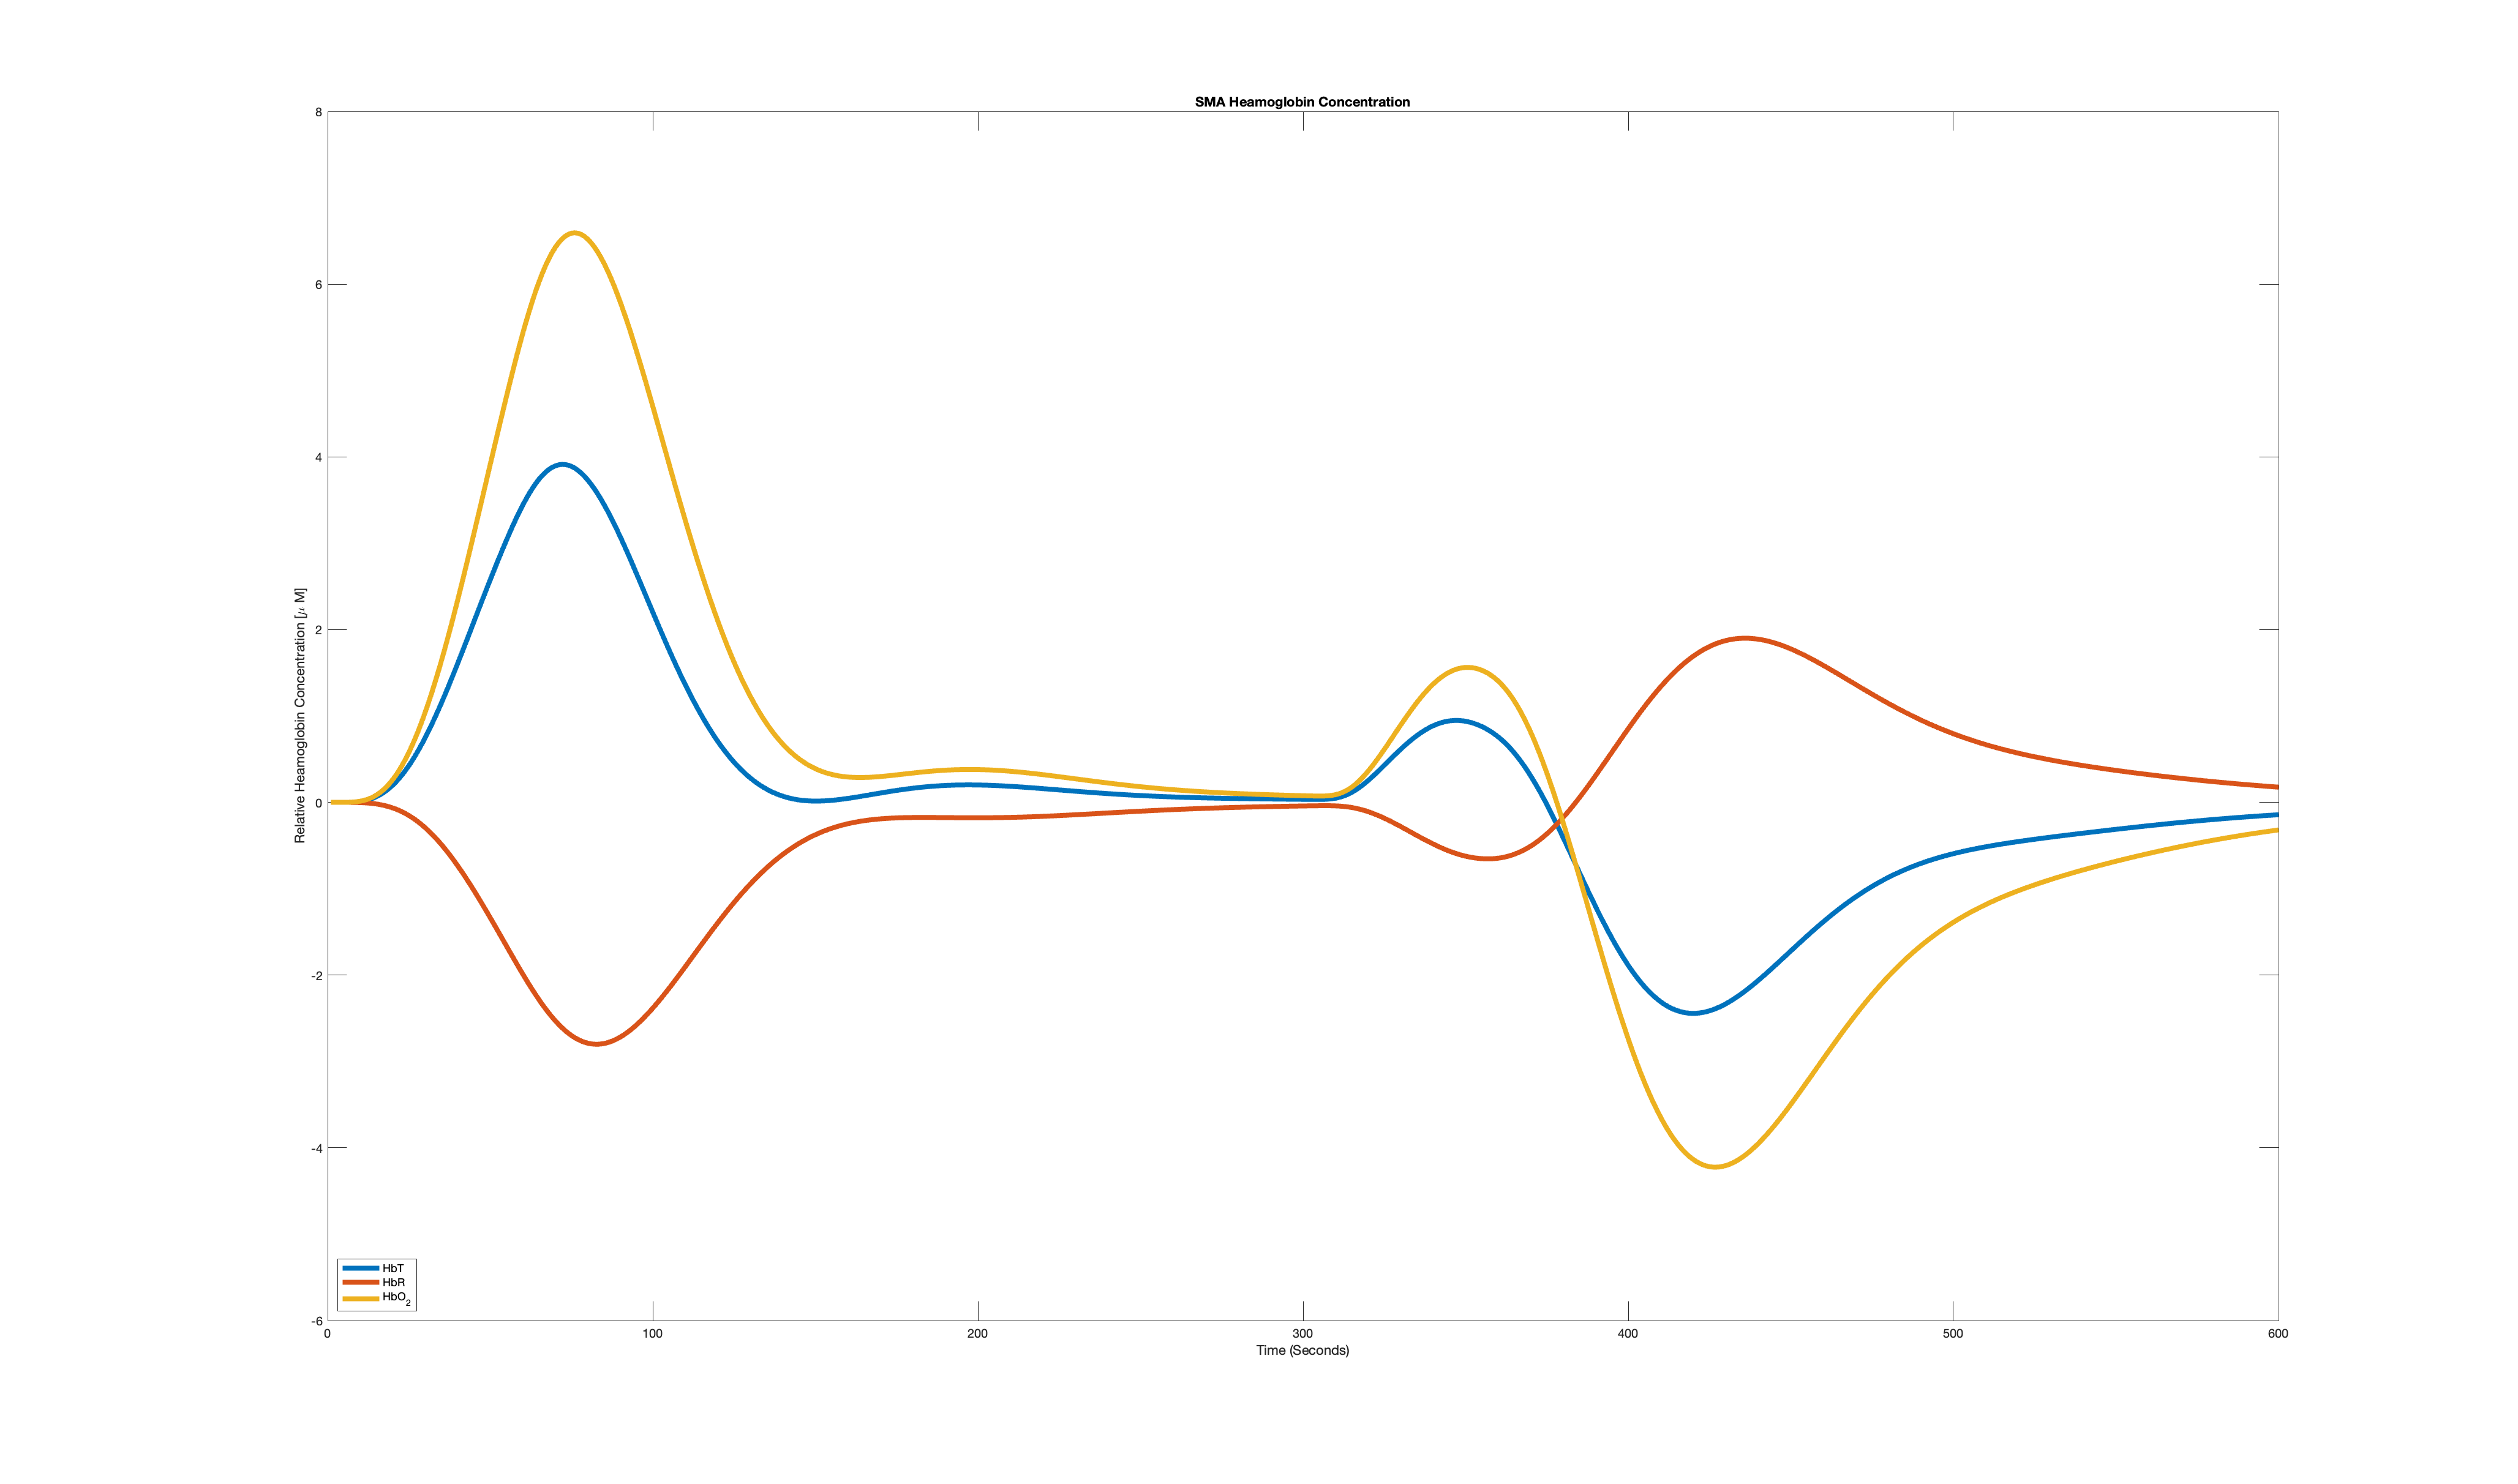 SMA Heamoglobin Concentration
Relative Heamoglobin Concentration [μ M]
8
6
4
2
0
-2
-4
-6
HbT
HbR
HbO2
0 100 200 300 400 500 600
Time (Seconds)